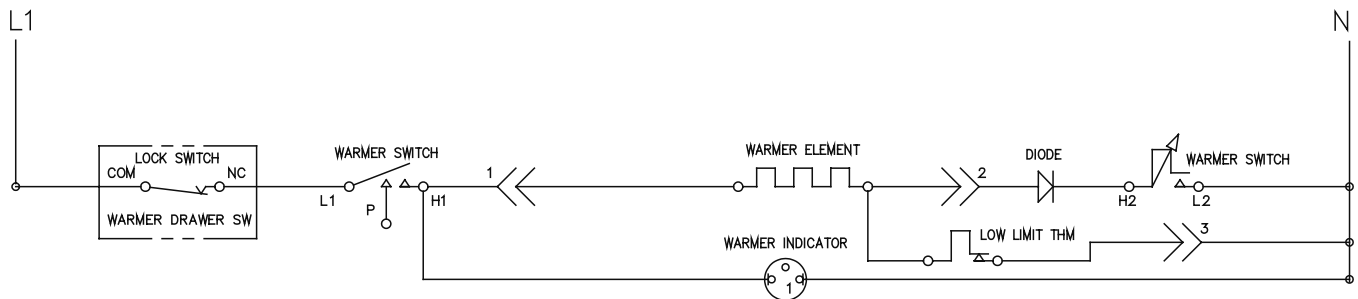 L1
N
LOCK SWITCH
COM
NC
WARMER DRAWER SW
WARMER SWITCH
L1
P
H1
1
WARMER ELEMENT
2
DIODE
WARMER SWITCH
H2
L2
WARMER INDICATOR
1
LOW LIMIT THM
3